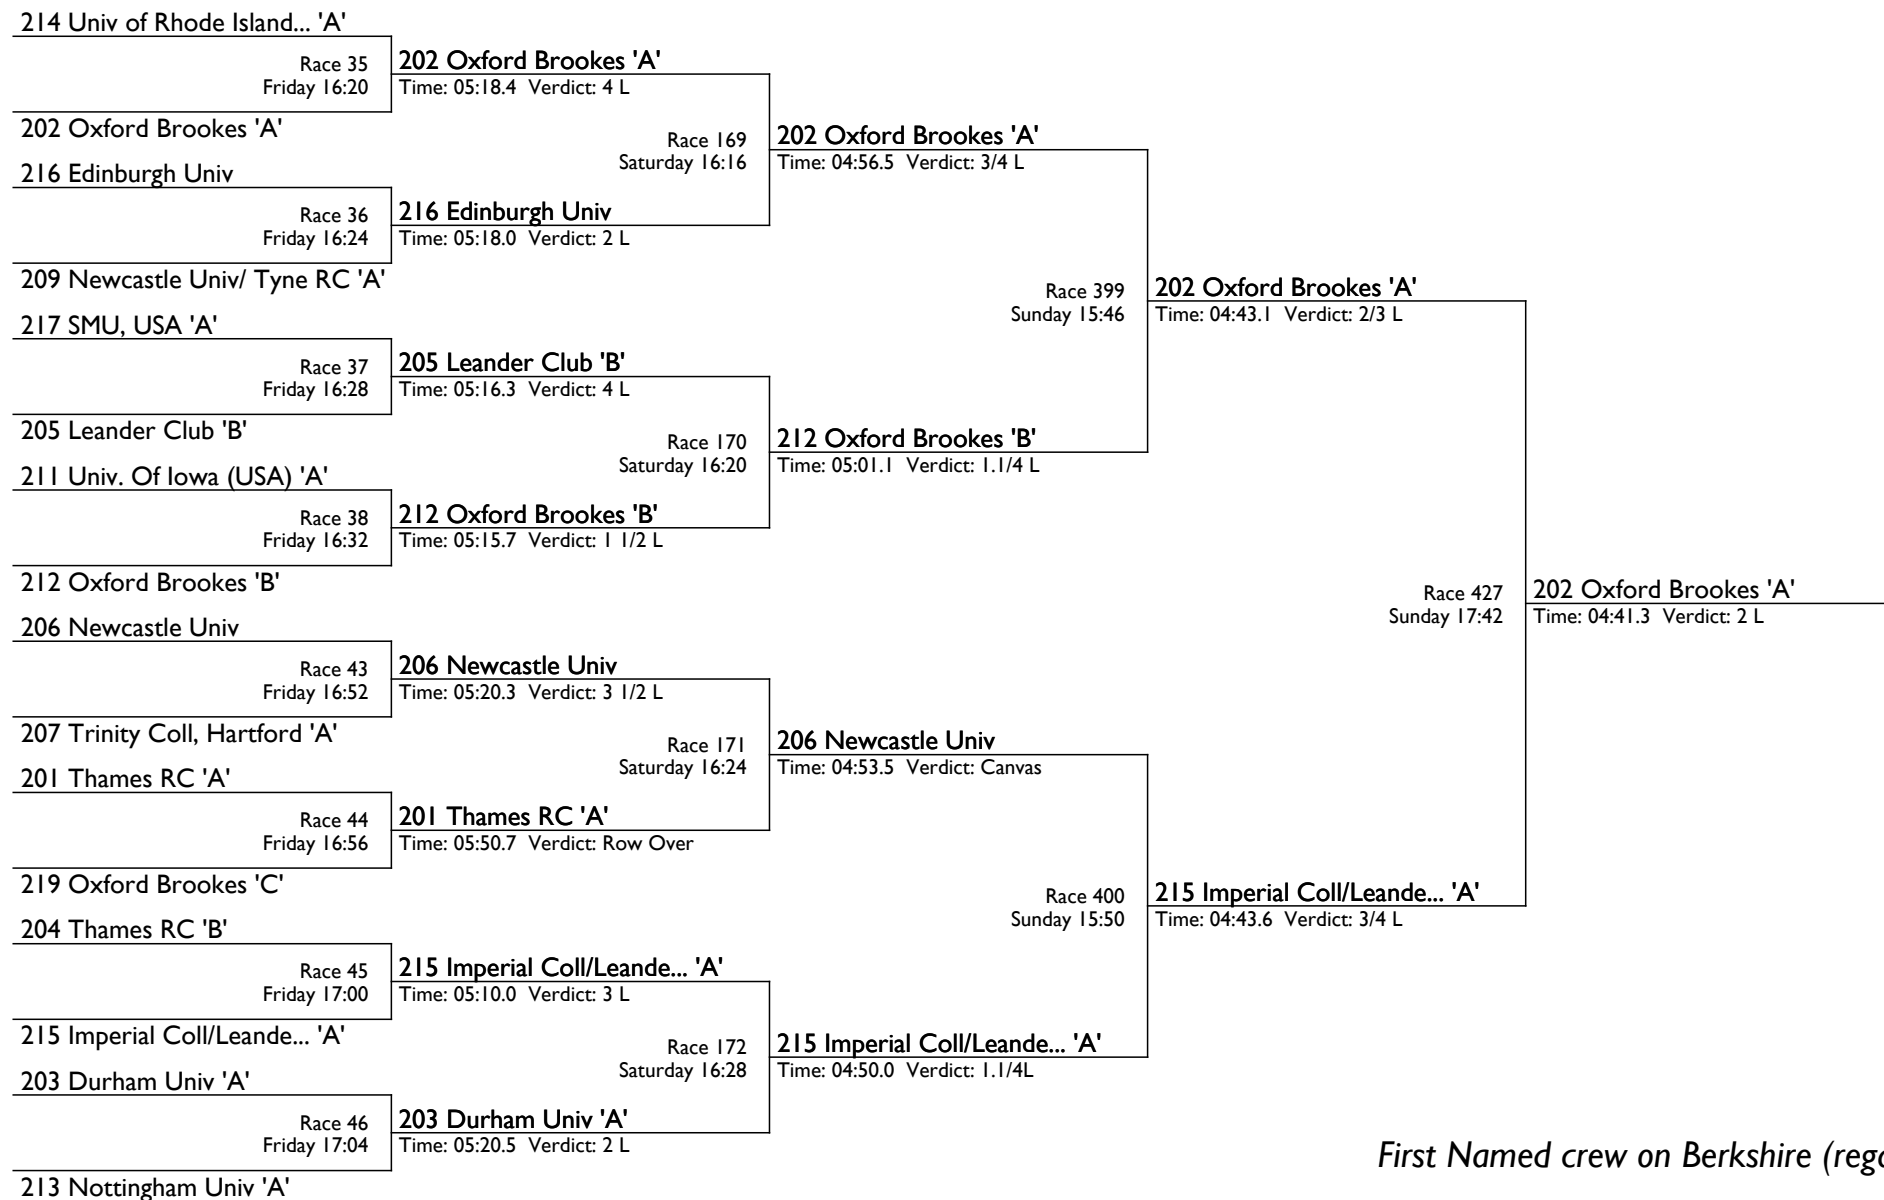 214 Univ of Rhode Island... 'A'
Race 35
Friday 16:20
202 Oxford Brookes 'A'
216 Edinburgh Univ
Race 36
Friday 16:24
209 Newcastle Univ/ Tyne RC 'A'
217 SMU, USA 'A'
Race 37
Friday 16:28
205 Leander Club 'B'
211 Univ. Of Iowa (USA) 'A'
Race 38
Friday 16:32
212 Oxford Brookes 'B'
206 Newcastle Univ
Race 43
Friday 16:52
207 Trinity Coll, Hartford 'A'
201 Thames RC 'A'
Race 44
Friday 16:56
219 Oxford Brookes 'C'
204 Thames RC 'B'
Race 45
Friday 17:00
215 Imperial Coll/Leande... 'A'
203 Durham Univ 'A'
Race 46
Friday 17:04
213 Nottingham Univ 'A'
202 Oxford Brookes 'A'
Time: 05:18.4 Verdict: 4 L
Race 169
Saturday 16:16
216 Edinburgh Univ
Time: 05:18.0 Verdict: 2 L
205 Leander Club 'B'
Time: 05:16.3 Verdict: 4 L
Race 170
Saturday 16:20
212 Oxford Brookes 'B'
Time: 05:15.7 Verdict: 1 1/2 L
206 Newcastle Univ
Time: 05:20.3 Verdict: 3 1/2 L
Race 171
Saturday 16:24
201 Thames RC 'A'
Time: 05:50.7 Verdict: Row Over
215 Imperial Coll/Leande... 'A'
Time: 05:10.0 Verdict: 3 L
Race 172
Saturday 16:28
203 Durham Univ 'A'
Time: 05:20.5 Verdict: 2 L
202 Oxford Brookes 'A'
Time: 04:56.5 Verdict: 3/4 L
Race 399
Sunday 15:46
212 Oxford Brookes 'B'
Time: 05:01.1 Verdict: 1.1/4 L
206 Newcastle Univ
Time: 04:53.5 Verdict: Canvas
Race 400
Sunday 15:50
215 Imperial Coll/Leande... 'A'
Time: 04:50.0 Verdict: 1.1/4L
202 Oxford Brookes 'A'
Time: 04:43.1 Verdict: 2/3 L
Race 427
Sunday 17:42
215 Imperial Coll/Leande... 'A'
Time: 04:43.6 Verdict: 3/4 L
202 Oxford Brookes 'A'
Time: 04:41.3 Verdict: 2 L
First Named crew on Berkshire